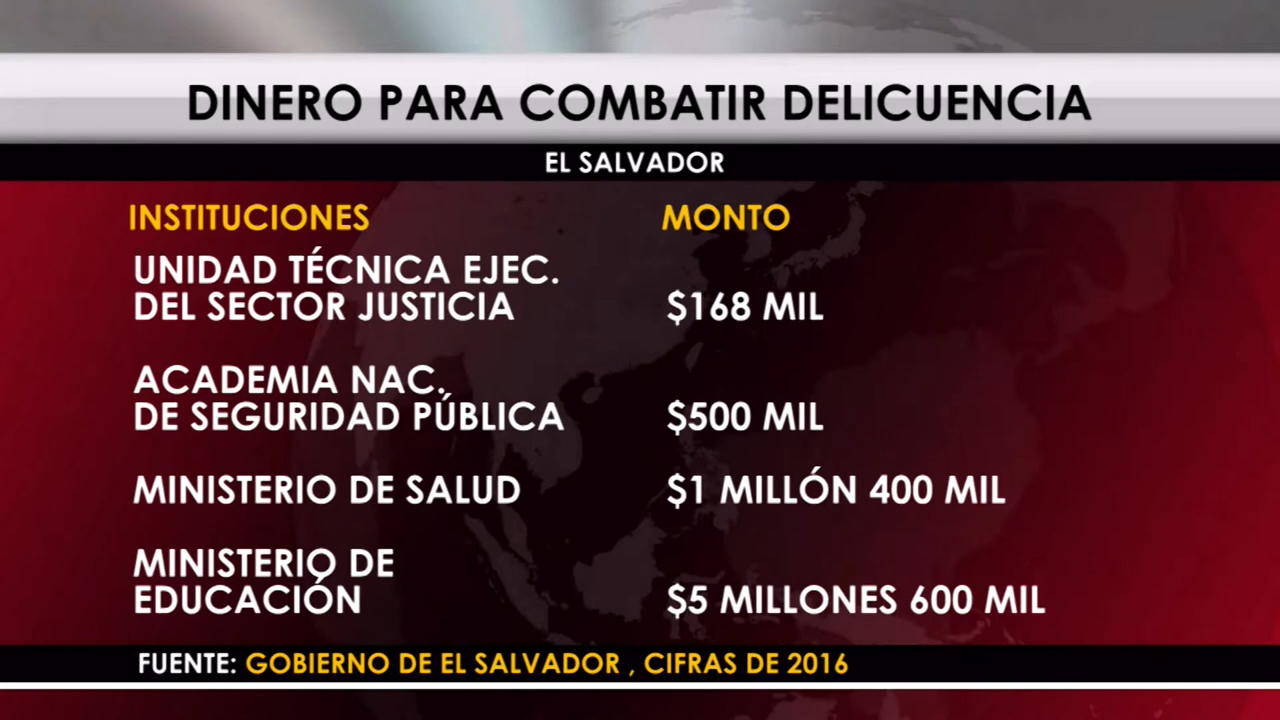 DINERO PARA COMBATIR DELICUENCIA
EL SALVADOR
INSTITUCIONES MONTO
UNIDAD TÉCNICA EJEC.
DEL SECTOR JUSTICIA $168 MIL
ACADEMIA NAC.
DE SEGURIDAD PÚBLICA $500 MIL
MINISTERIO DE SALUD $1 MILLÓN 400 MIL
MINISTERIO DE
EDUCACIÓN $5 MILLONES 600 MIL
FUENTE: GOBIERNO DE EL SALVADOR , CIFRAS DE 2016